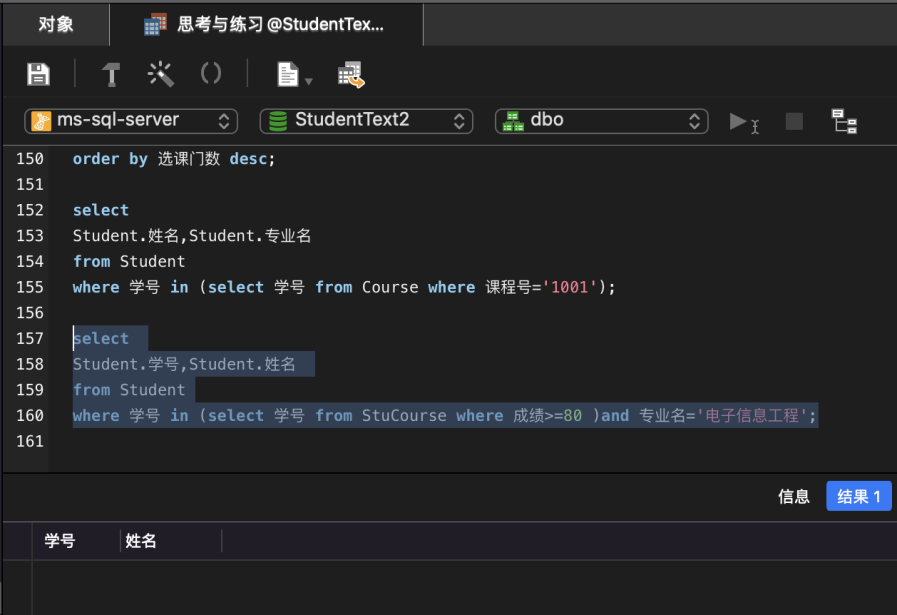 对象
思考与练习 @StudentTex...
ms-sql-server
StudentText2
dbo
150 order by 选课门数 desc;
151
152 select
153 Student.姓名,Student.专业名
154 from Student
155 where 学号 in (select 学号 from Course where 课程号='1001');
156
157 select
158 Student.学号,Student.姓名
159 from Student
160 where 学号 in (select 学号 from StuCourse where 成绩>=80 )and 专业名='电子信息工程';
161
信息
结果 1
学号 姓名